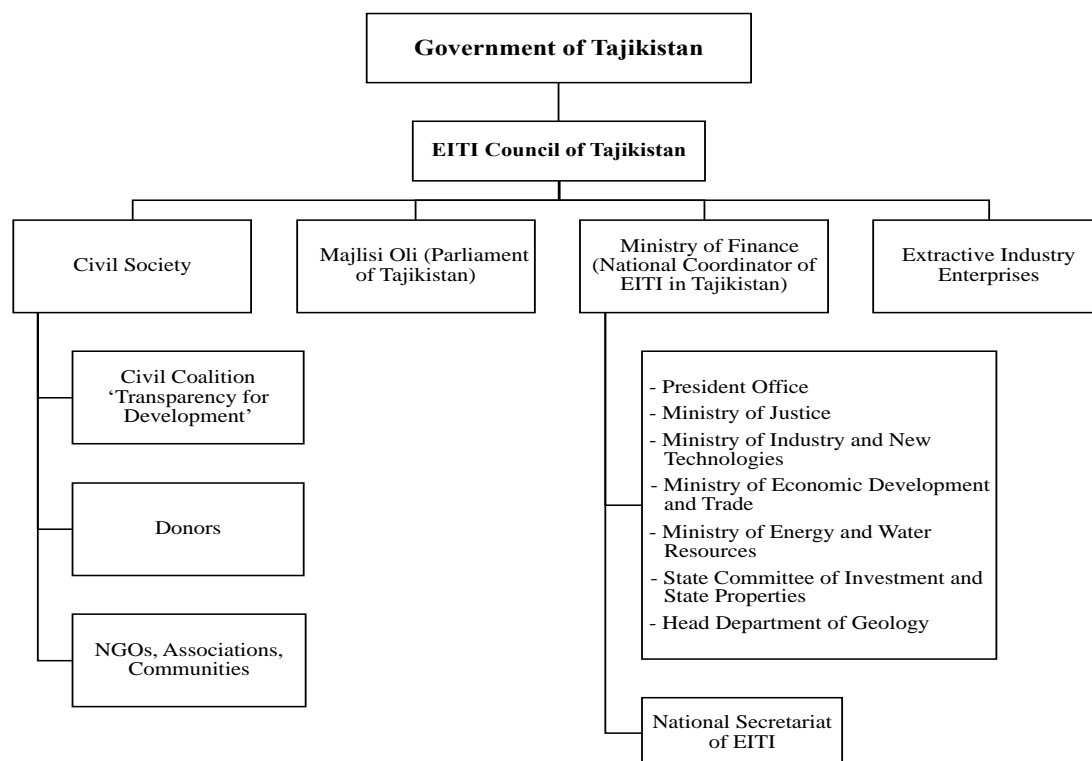 Government of Tajikistan
EITI Council of Tajikistan
Civil Society
Majlisi Oli (Parliament
of Tajikistan)
Ministry of Finance
(National Coordinator of
EITI in Tajikistan)
Extractive Industry
Enterprises
Civil Coalition
‘Transparency for
Development’
Donors
NGOs, Associations,
Communities
- President Office
- Ministry of Justice
- Ministry of Industry and New
Technologies
- Ministry of Economic Development
and Trade
- Ministry of Energy and Water
Resources
- State Committee of Investment and
State Properties
- Head Department of Geology
National Secretariat
of EITI